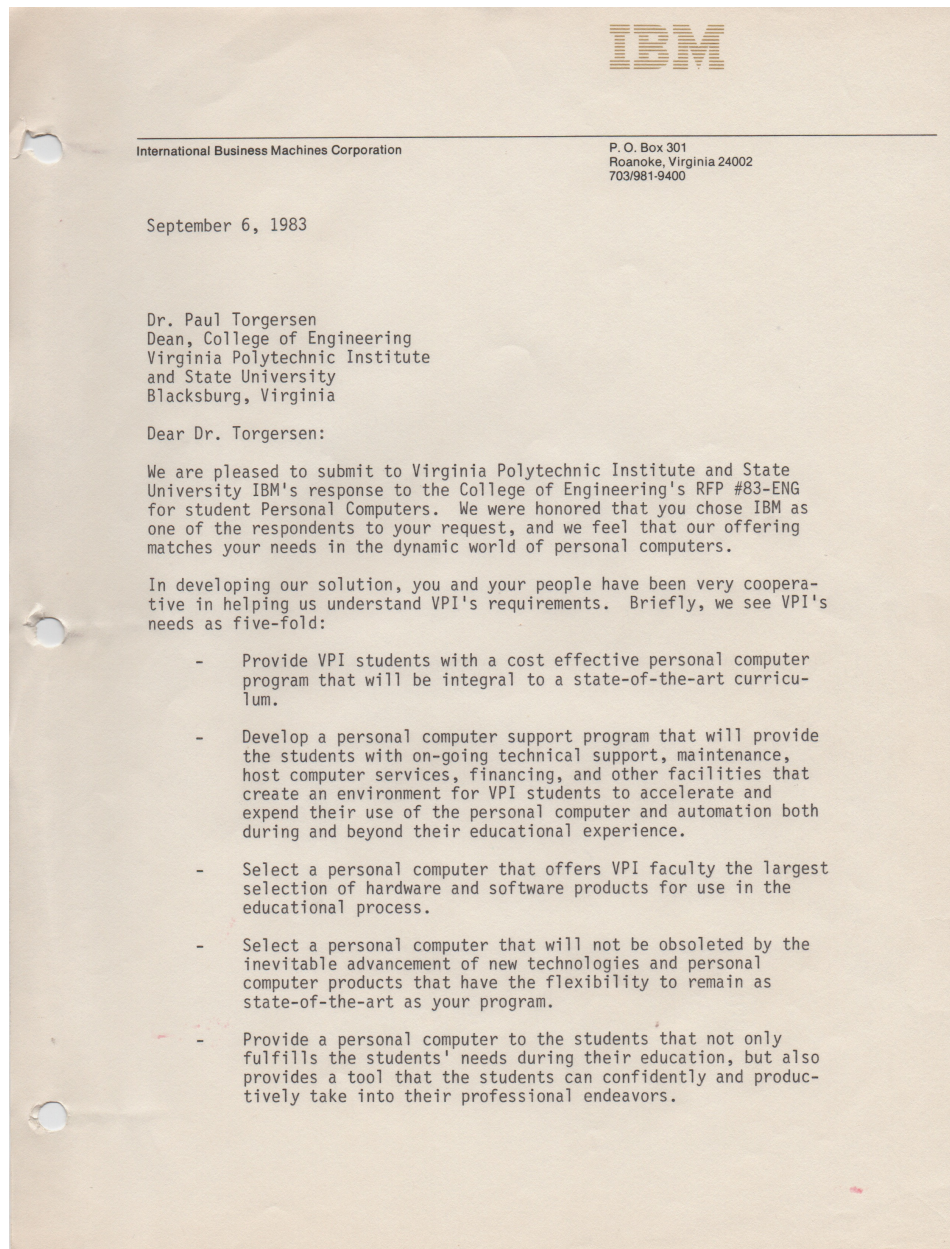 IBM
International Business Machines Corporation
P. O. Box 301
Roanoke, Virginia 24002
703/981-9400
September 6, 1983
Dr. Paul Torgersen
Dean, College of Engineering
Virginia Polytechnic Institute
and State University
Blacksburg, Virginia
Dear Dr. Torgersen:
We are pleased to submit to Virginia Polytechnic Institute and State
University IBM's response to the College of Engineering's RFP #83-ENG
for student Personal Computers.  We were honored that you chose IBM as
one of the respondents to your request, and we feel that our offering
matches your needs in the dynamic world of personal computers.
In developing our solution, you and your people have been very coopera-
tive in helping us understand VPI's requirements.  Briefly, we see VPI's
needs as five-fold:
- Provide VPI students with a cost effective personal computer
program that will be integral to a state-of-the-art curricu-
lum.
- Develop a personal computer support program that will provide
the students with on-going technical support, maintenance,
host computer services, financing, and other facilities that
create an environment for VPI students to accelerate and
expend their use of the personal computer and automation both
during and beyond their educational experience.
- Select a personal computer that offers VPI faculty the largest
selection of hardware and software products for use in the
educational process.
- Select a personal computer that will not be obsoleted by the
inevitable advancement of new technologies and personal
computer products that have the flexibility to remain as
state-of-the-art as your program.
- Provide a personal computer to the students that not only
fulfills the students' needs during their education, but also
provides a tool that the students can confidently and produc-
tively take into their professional endeavors.